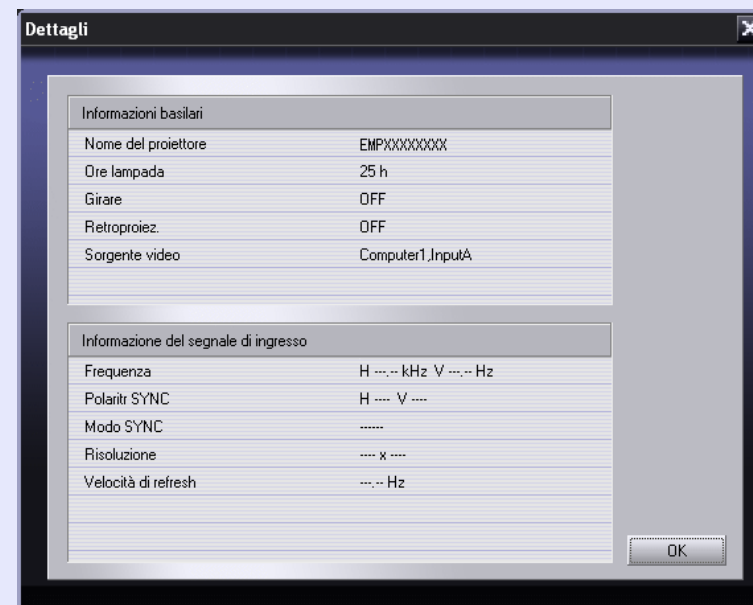 Dettagli
Informazioni basilari
Nome del proiettore EMPXXXXXXXX
Ore lampada 25 h
Girare OFF
Retroproiez. OFF
Sorgente video Computer1,InputA
Informazione del segnale di ingresso
Frequenza H ---.-- kHz V ---.-- Hz
Polaritr SYNC H ---- V ----
Modo SYNC ------
Risoluzione ---- x ----
Velocità di refresh ---.-- Hz
OK